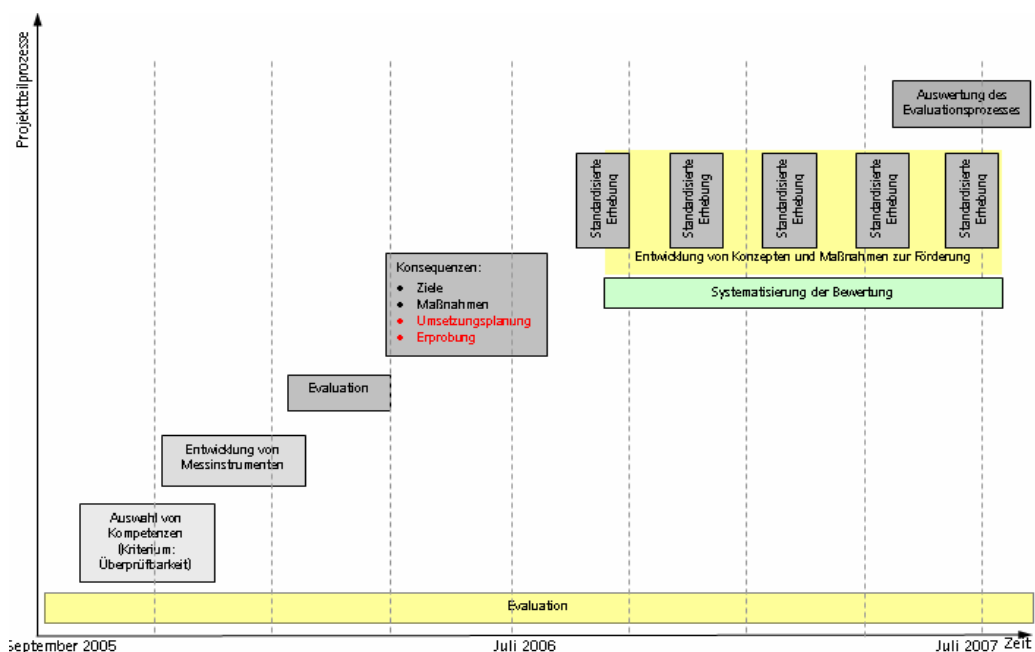 Projektteilprozesse
Auswertung des
Evaluationsprozesses
Standardisierte
Erhebung
Standardisierte
Erhebung
Standardisierte
Erhebung
Standardisierte
Erhebung
Standardisierte
Erhebung
Entwicklung von Konzepten und Maßnahmen zur Förderung
Systematisierung der Bewertung
Konsequenzen:
• Ziele
• Maßnahmen
• Umsetzungsplanung
• Erprobung
Evaluation
Entwicklung von
Messinstrumenten
Auswahl von
Kompetenzen
(Kriterium:
Überprüfbarkeit)
Evaluation
September 2005
Juli 2006
Juli 2007
Zeit